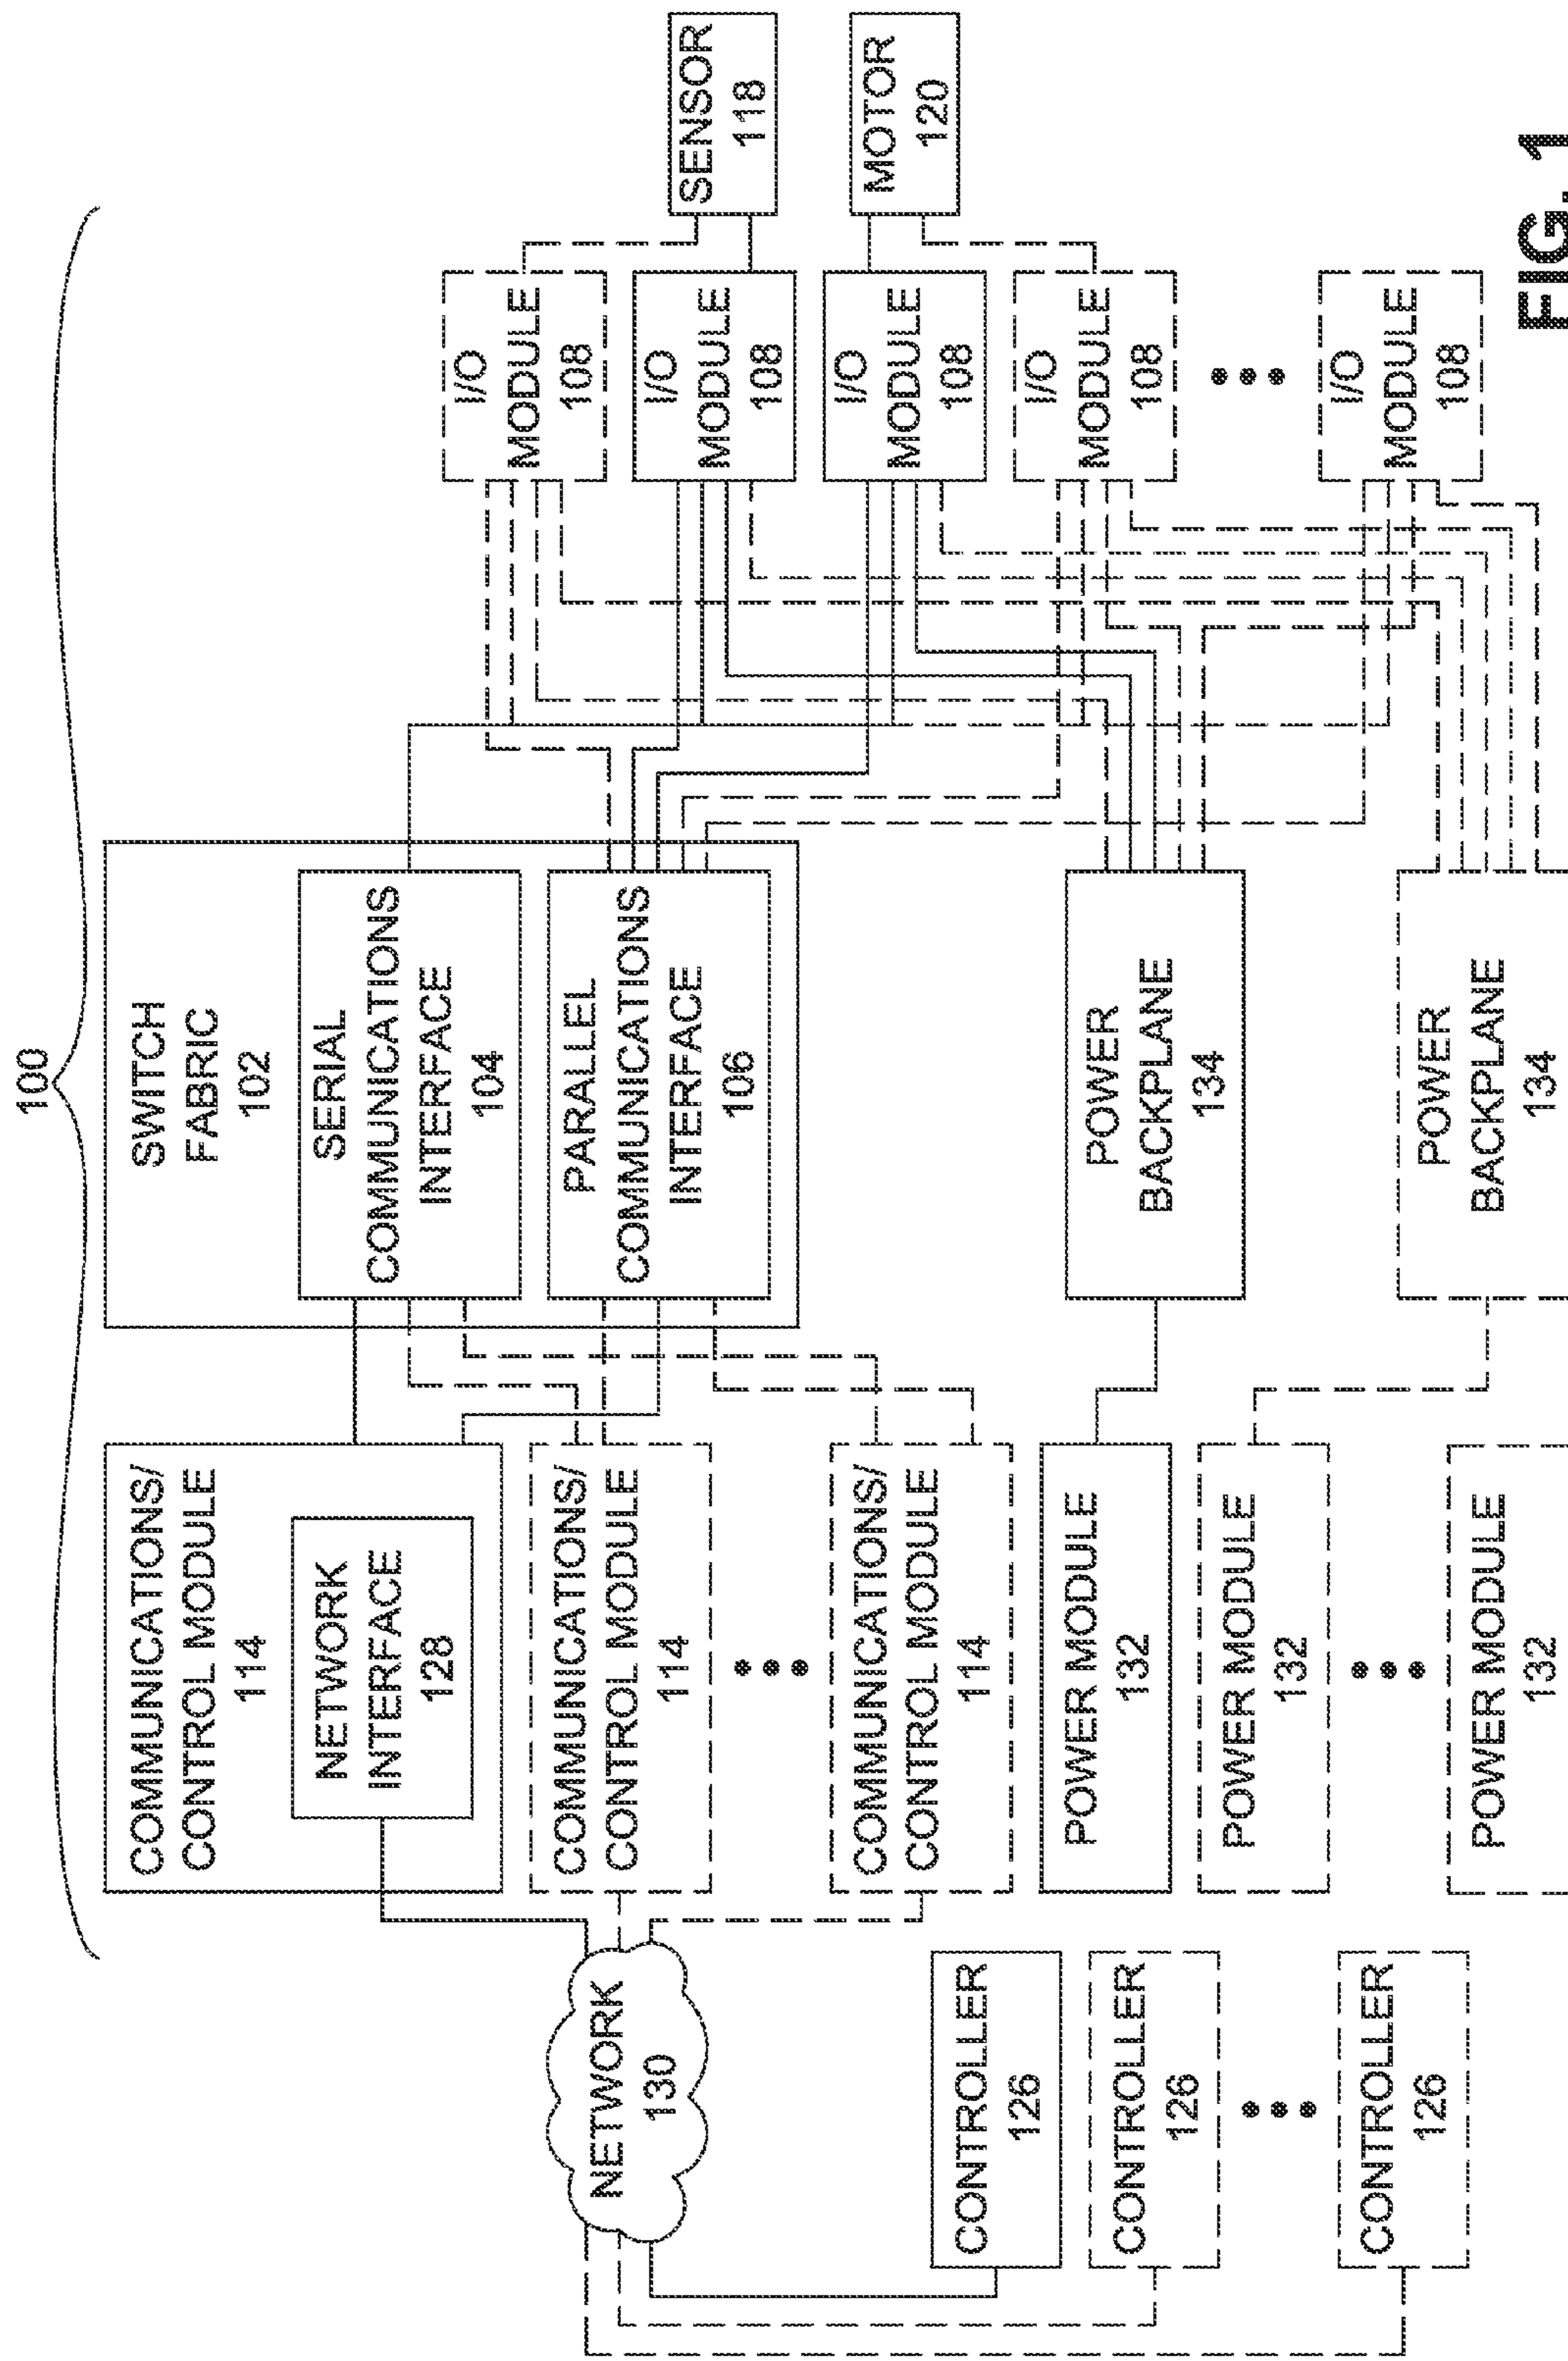 100
COMMUNICATIONS/
CONTROL MODULE
114
NETWORK
INTERFACE
128
SWITCH
FABRIC
102
SERIAL
COMMUNICATIONS
INTERFACE
104
PARALLEL
COMMUNICATIONS
INTERFACE
106
I/O
MODULE
108
I/O
MODULE
108
I/O
MODULE
108
I/O
MODULE
108
I/O
MODULE
108
SENSOR
118
MOTOR
120
NETWORK
130
COMMUNICATIONS/
CONTROL MODULE
114
COMMUNICATIONS/
CONTROL MODULE
114
CONTROLLER
126
CONTROLLER
126
CONTROLLER
126
POWER MODULE
132
POWER MODULE
132
POWER MODULE
132
POWER
BACKPLANE
134
POWER
BACKPLANE
134
FIG. 1